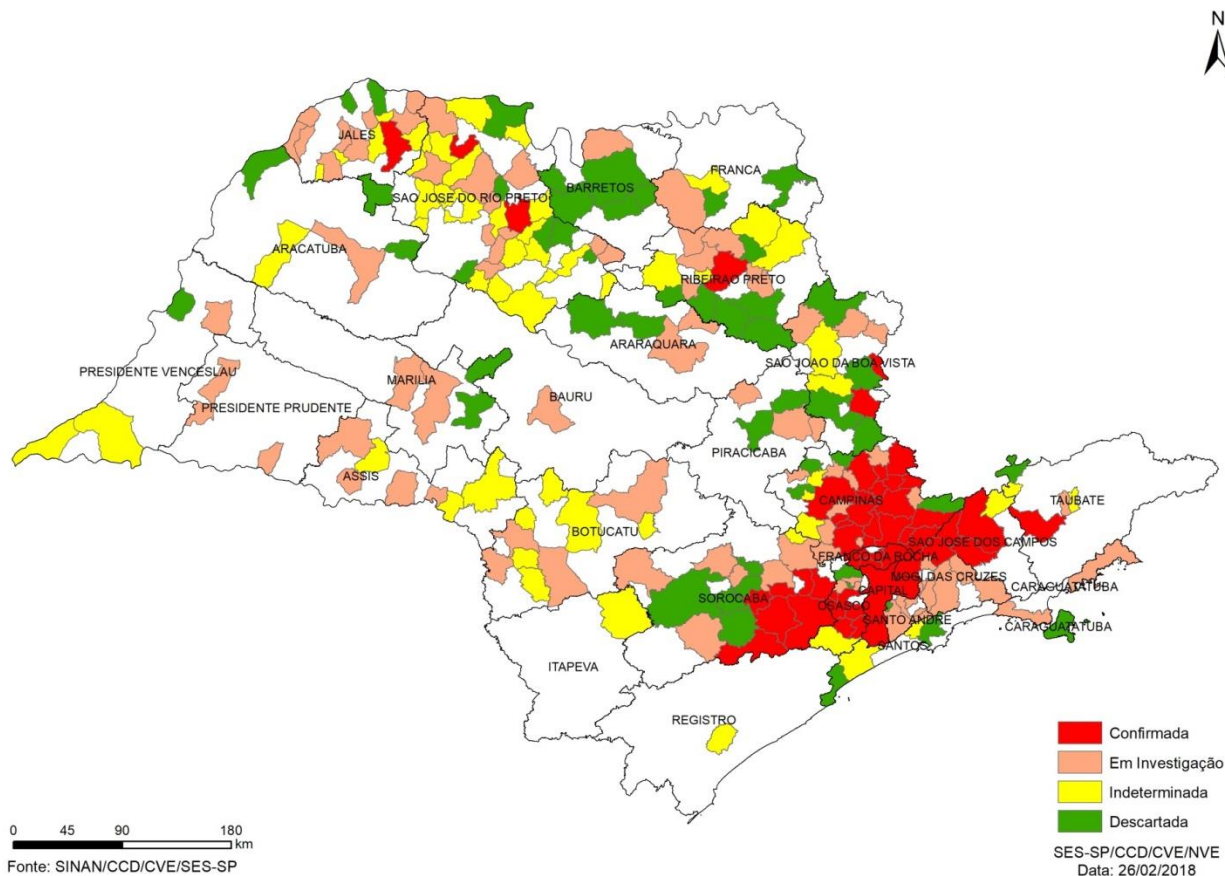 N
JALES
FRANCA
BARRETOS
SAO JOSE DO RIO PRETO
ARACATUBA
RIBEIRAO PRETO
ARARAQUARA
SAO JOAO DA BOA VISTA
PRESIDENTE VENCESLAU
MARILIA
BAURU
PRESIDENTE PRUDENTE
PIRACICABA
ASSIS
CAMPINAS
TAUBATE
BOTUCATU
SAO JOSE DOS CAMPOS
FRANCO DA ROCHA
MOGI DAS CRUZES
CARAGUATATUBA
SOROCABA
OSASCO
CAPITAL
SANTO ANDRE
CARAGUATATUBA
SANTOS
ITAPEVA
REGISTRO
Confirmada
Em Investigação
Indeterminada
Descartada
0 45 90 180
km
Fonte: SINAN/CCD/CVE/SES-SP
SES-SP/CCD/CVE/NVE
Data: 26/02/2018